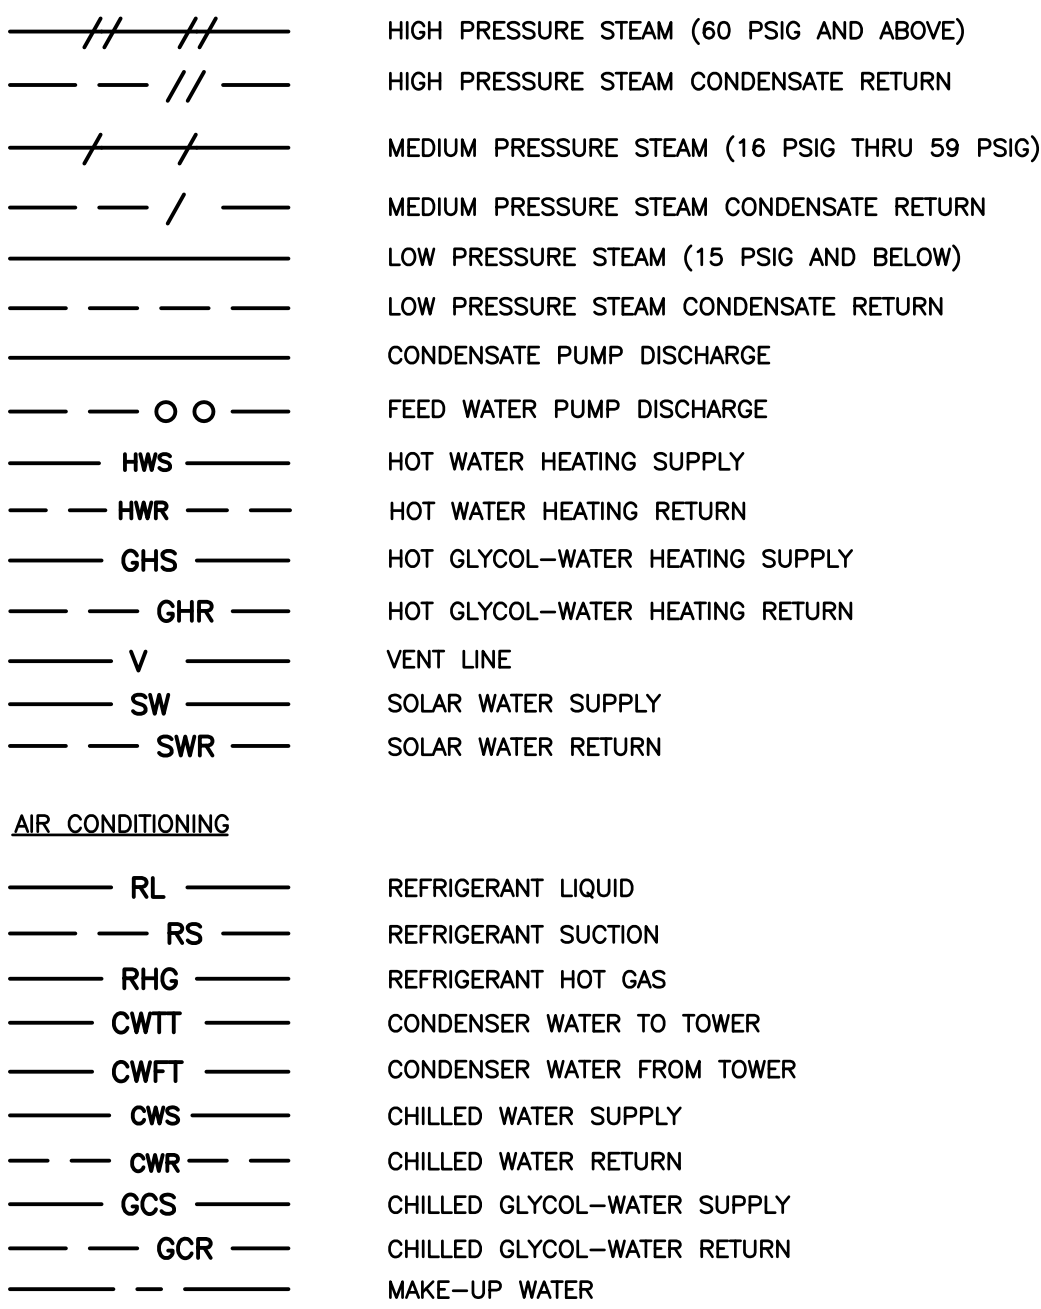 HIGH PRESSURE STEAM (60 PSIG AND ABOVE)
HIGH PRESSURE STEAM CONDENSATE RETURN
MEDIUM PRESSURE STEAM (16 PSIG THRU 59 PSIG)
MEDIUM PRESSURE STEAM CONDENSATE RETURN
LOW PRESSURE STEAM (15 PSIG AND BELOW)
LOW PRESSURE STEAM CONDENSATE RETURN
CONDENSATE PUMP DISCHARGE
FEED WATER PUMP DISCHARGE
HWS HOT WATER HEATING SUPPLY
HWR HOT WATER HEATING RETURN
GHS HOT GLYCOL-WATER HEATING SUPPLY
GHR HOT GLYCOL-WATER HEATING RETURN
V VENT LINE
SW SOLAR WATER SUPPLY
SWR SOLAR WATER RETURN
AIR CONDITIONING
RL REFRIGERANT LIQUID
RS REFRIGERANT SUCTION
RHG REFRIGERANT HOT GAS
CWTT CONDENSER WATER TO TOWER
CWFT CONDENSER WATER FROM TOWER
CWS CHILLED WATER SUPPLY
CWR CHILLED WATER RETURN
GCS CHILLED GLYCOL-WATER SUPPLY
GCR CHILLED GLYCOL-WATER RETURN
MAKE-UP WATER